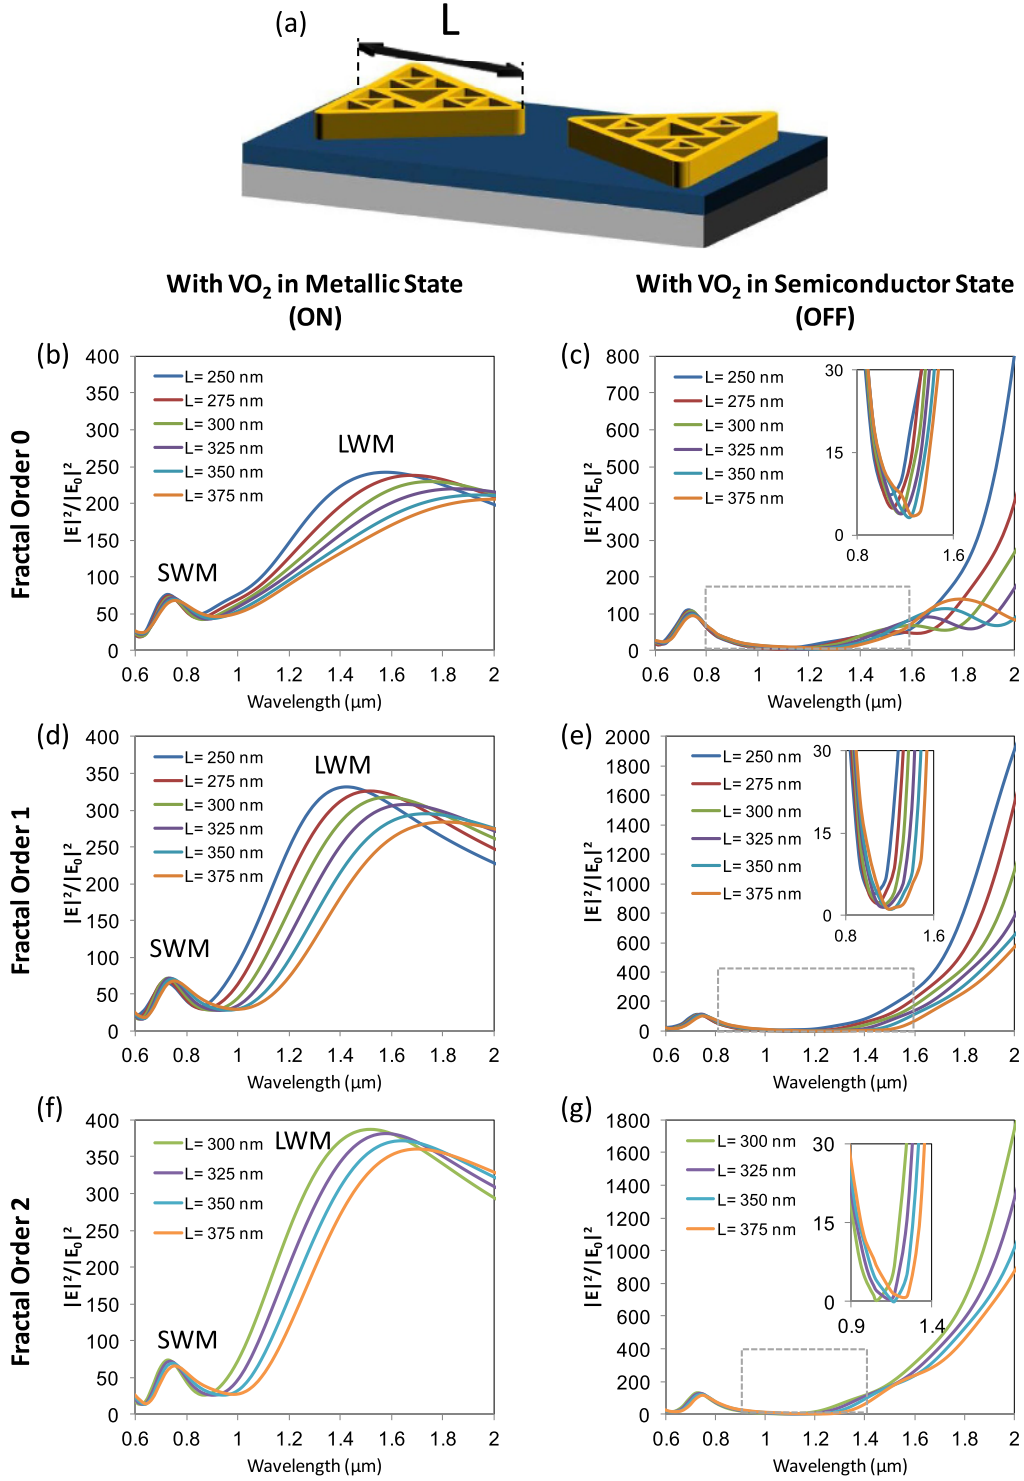 (a)
L
With VO2 in Metallic State
(ON)
With VO2 in Semiconductor State
(OFF)
Fractal Order 0
(b)
|E|²/|E0|²
400
350
300
250
200
150
100
50
0
L= 250 nm
L= 275 nm
L= 300 nm
L= 325 nm
L= 350 nm
L= 375 nm
LWM
SWM
0.6 0.8 1 1.2 1.4 1.6 1.8 2
Wavelength (µm)
(c)
|E|²/|E0|²
800
700
600
500
400
300
200
100
0
L= 250 nm
L= 275 nm
L= 300 nm
L= 325 nm
L= 350 nm
L= 375 nm
30
15
0
0.8 1.6
0.6 0.8 1 1.2 1.4 1.6 1.8 2
Wavelength (µm)
Fractal Order 1
(d)
|E|²/|E0|²
400
350
300
250
200
150
100
50
0
L= 250 nm
L= 275 nm
L= 300 nm
L= 325 nm
L= 350 nm
L= 375 nm
LWM
SWM
0.6 0.8 1 1.2 1.4 1.6 1.8 2
Wavelength (µm)
(e)
|E|²/|E0|²
2000
1800
1600
1400
1200
1000
800
600
400
200
0
L= 250 nm
L= 275 nm
L= 300 nm
L= 325 nm
L= 350 nm
L= 375 nm
30
15
0
0.8 1.6
0.6 0.8 1 1.2 1.4 1.6 1.8 2
Wavelength (µm)
Fractal Order 2
(f)
|E|²/|E0|²
400
350
300
250
200
150
100
50
0
L= 300 nm
L= 325 nm
L= 350 nm
L= 375 nm
LWM
SWM
0.6 0.8 1 1.2 1.4 1.6 1.8 2
Wavelength (µm)
(g)
|E|²/|E0|²
1800
1600
1400
1200
1000
800
600
400
200
0
L= 300 nm
L= 325 nm
L= 350 nm
L= 375 nm
30
15
0
0.9 1.4
0.6 0.8 1 1.2 1.4 1.6 1.8 2
Wavelength (µm)